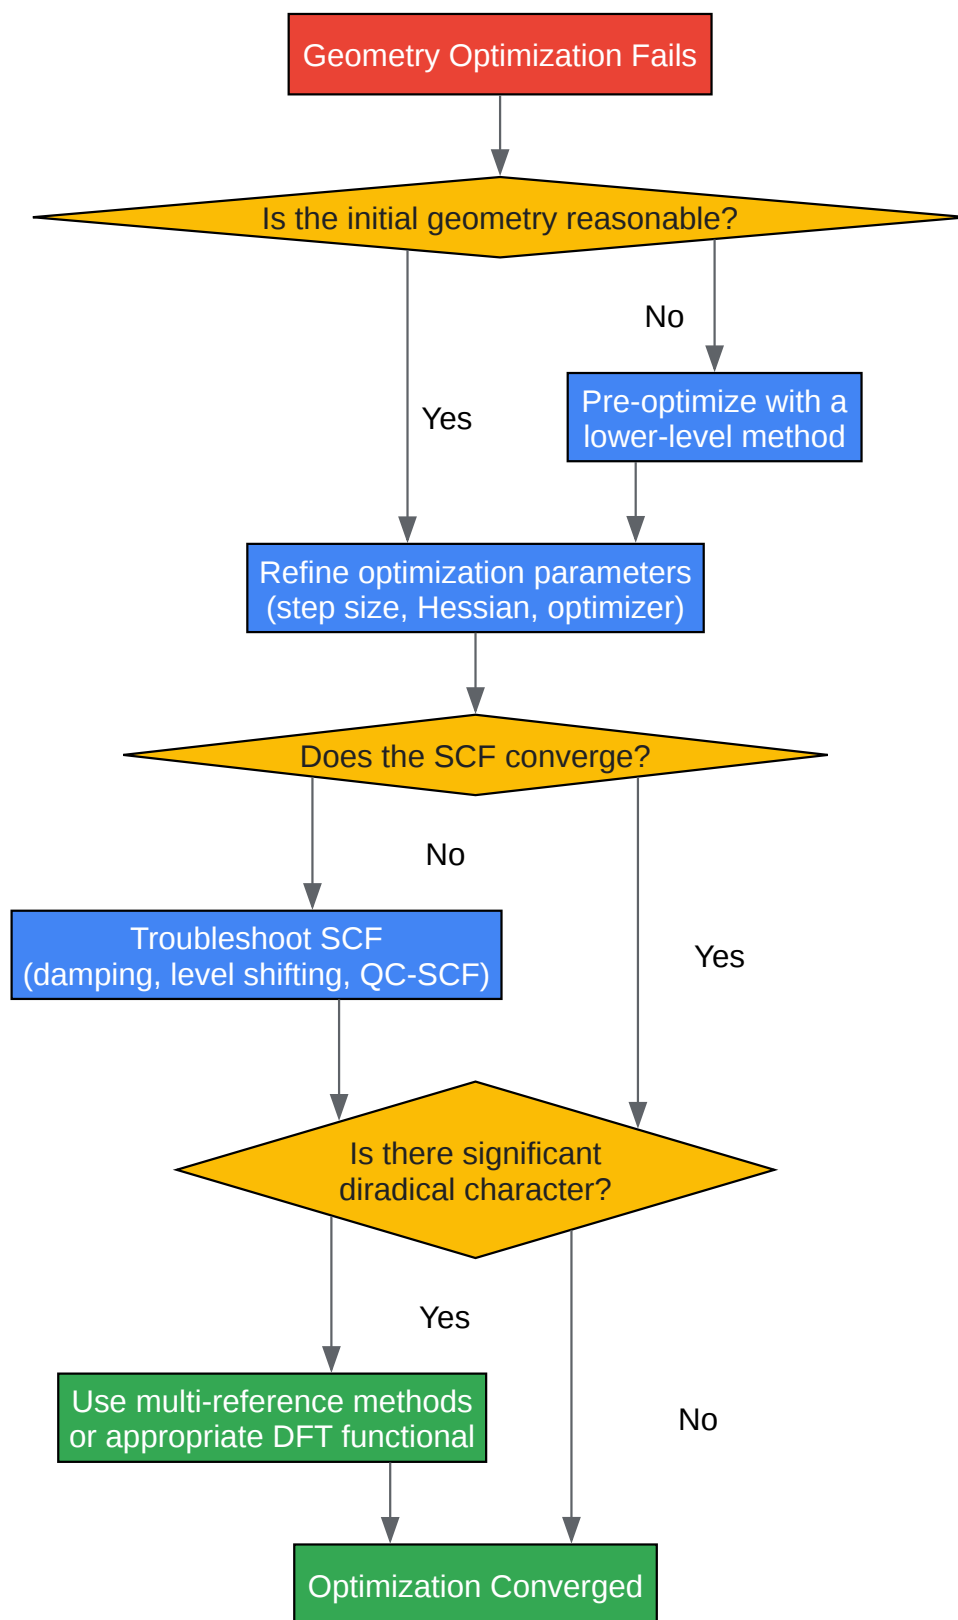 Geometry Optimization Fails
Is the initial geometry reasonable?
No
Pre-optimize with a
lower-level method
Yes
Refine optimization parameters
(step size, Hessian, optimizer)
Does the SCF converge?
No
Troubleshoot SCF
(damping, level shifting, QC-SCF)
Yes
Is there significant
diradical character?
Yes
Use multi-reference methods
or appropriate DFT functional
No
Optimization Converged